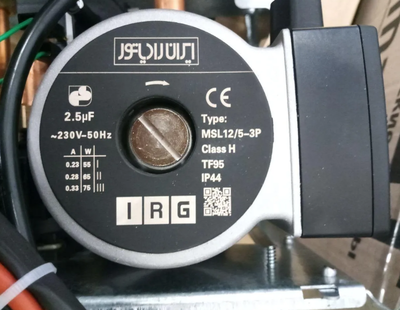 ایران رادیاتور
2.5µF
~230V-50Hz
A W
0.23 55 I
0.28 85 II
0.33 75 III
Type:
MSL12/5-3P
Class H
TF95
IP44
CE
IRG